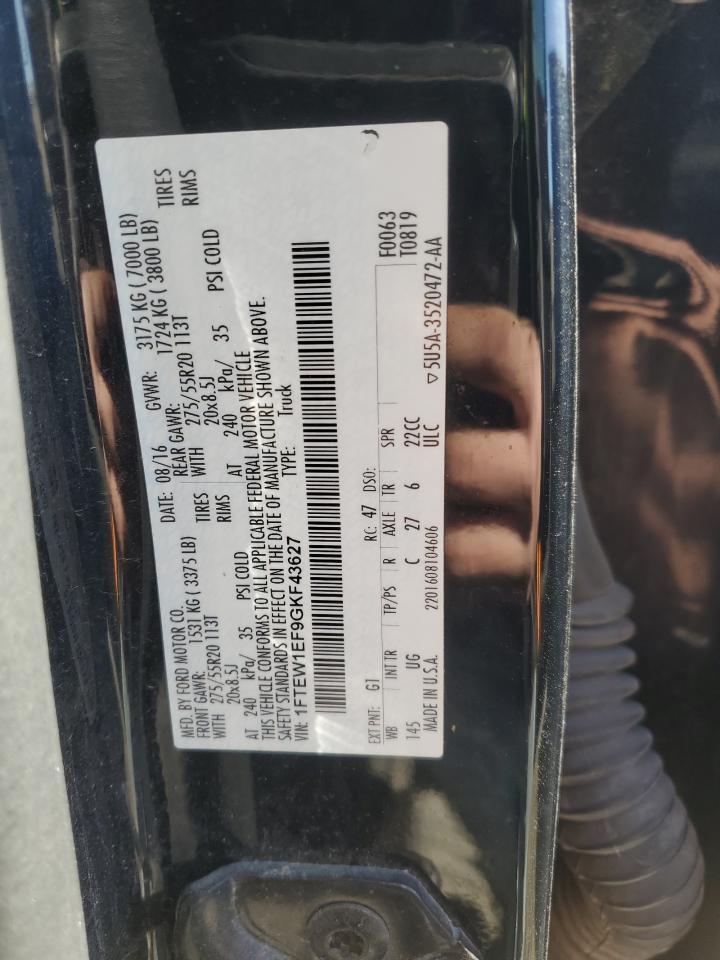 MFD. BY FORD MOTOR CO.
DATE: 08/16 GVWR: 3175 KG ( 7000 LB)
FRONT GAWR: 1531 KG ( 3375 LB) REAR GAWR: 1724 KG ( 3800 LB)
WITH 275/55R20 113T TIRES WITH 275/55R20 113T TIRES
20x8.5J RIMS 20x8.5J RIMS
AT 240 kPa/ 35 PSI COLD AT 240 kPa/ 35 PSI COLD
THIS VEHICLE CONFORMS TO ALL APPLICABLE FEDERAL MOTOR VEHICLE
SAFETY STANDARDS IN EFFECT ON THE DATE OF MANUFACTURE SHOWN ABOVE.
VIN: 1FTEW1EF9GKF43627 TYPE: Truck
EXT PNT: G1 RC: 47 DSO: F0063
WB INT TR TP/PS R AXLE TR SPR T0819
145 UG C 27 6 22CC
MADE IN U.S.A. 2201608104606 ULC ▽5U5A-3520472-AA